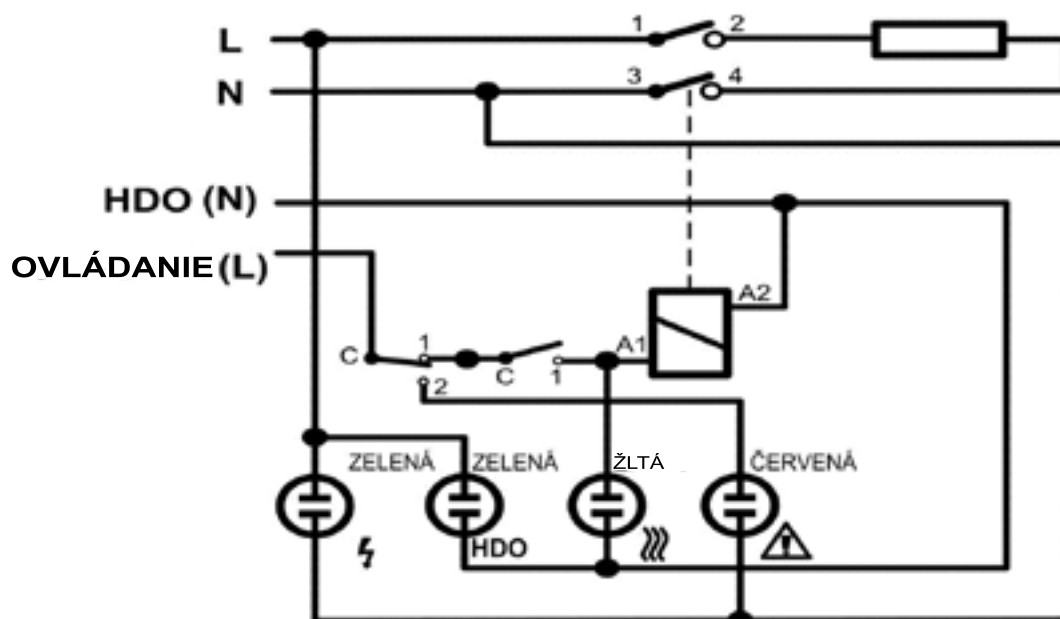 L 1 2
N 3 4
HDO (N)
OVLÁDANIE (L)
A2
C 1 C 1 A1
2
ZELENÁ ZELENÁ ŽLTÁ ČERVENÁ
HDO